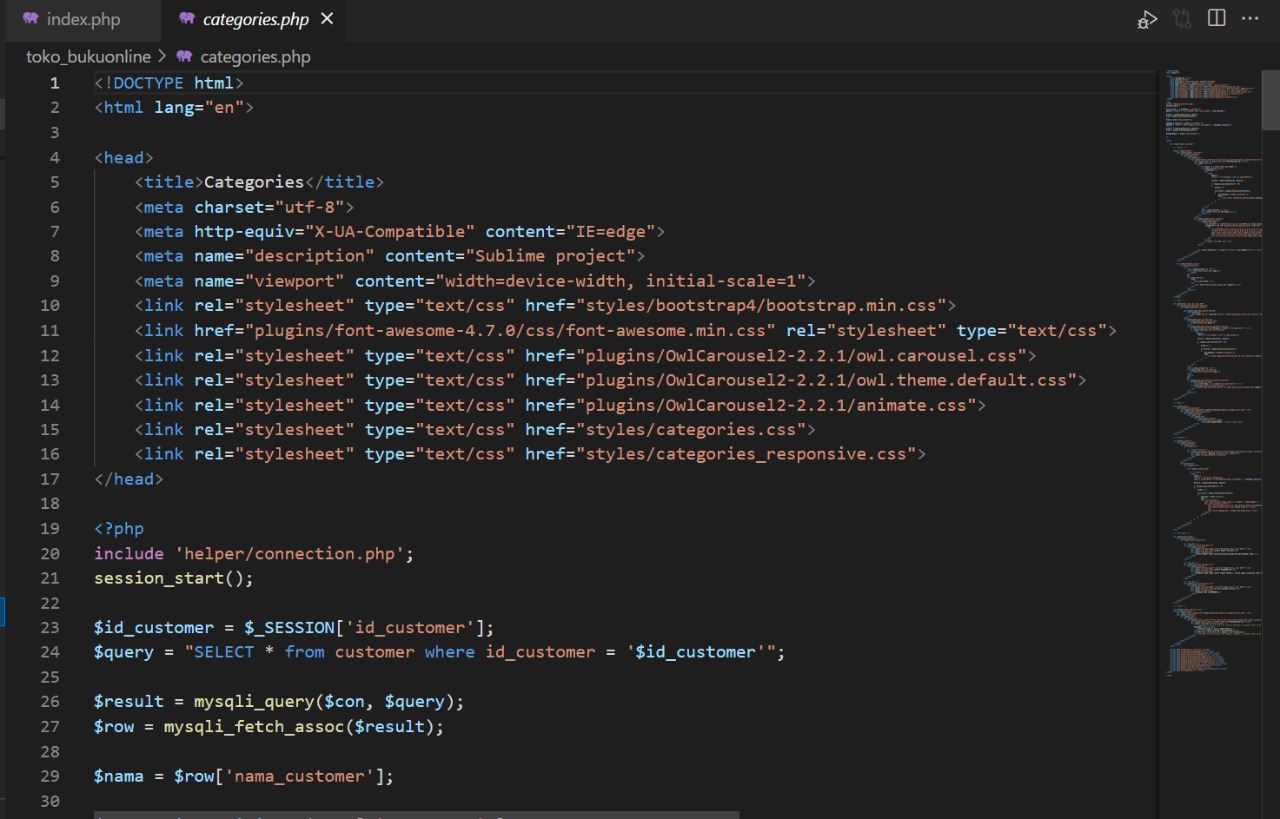 index.php
categories.php
toko_bukuonline > categories.php
1 <!DOCTYPE html>
2 <html lang="en">
3
4 <head>
5 <title>Categories</title>
6 <meta charset="utf-8">
7 <meta http-equiv="X-UA-Compatible" content="IE=edge">
8 <meta name="description" content="Sublime project">
9 <meta name="viewport" content="width=device-width, initial-scale=1">
10 <link rel="stylesheet" type="text/css" href="styles/bootstrap4/bootstrap.min.css">
11 <link href="plugins/font-awesome-4.7.0/css/font-awesome.min.css" rel="stylesheet" type="text/css">
12 <link rel="stylesheet" type="text/css" href="plugins/OwlCarousel2-2.2.1/owl.carousel.css">
13 <link rel="stylesheet" type="text/css" href="plugins/OwlCarousel2-2.2.1/owl.theme.default.css">
14 <link rel="stylesheet" type="text/css" href="plugins/OwlCarousel2-2.2.1/animate.css">
15 <link rel="stylesheet" type="text/css" href="styles/categories.css">
16 <link rel="stylesheet" type="text/css" href="styles/categories_responsive.css">
17 </head>
18
19 <?php
20 include 'helper/connection.php';
21 session_start();
22
23 $id_customer = $_SESSION['id_customer'];
24 $query = "SELECT * from customer where id_customer = '$id_customer'";
25
26 $result = mysqli_query($con, $query);
27 $row = mysqli_fetch_assoc($result);
28
29 $nama = $row['nama_customer'];
30